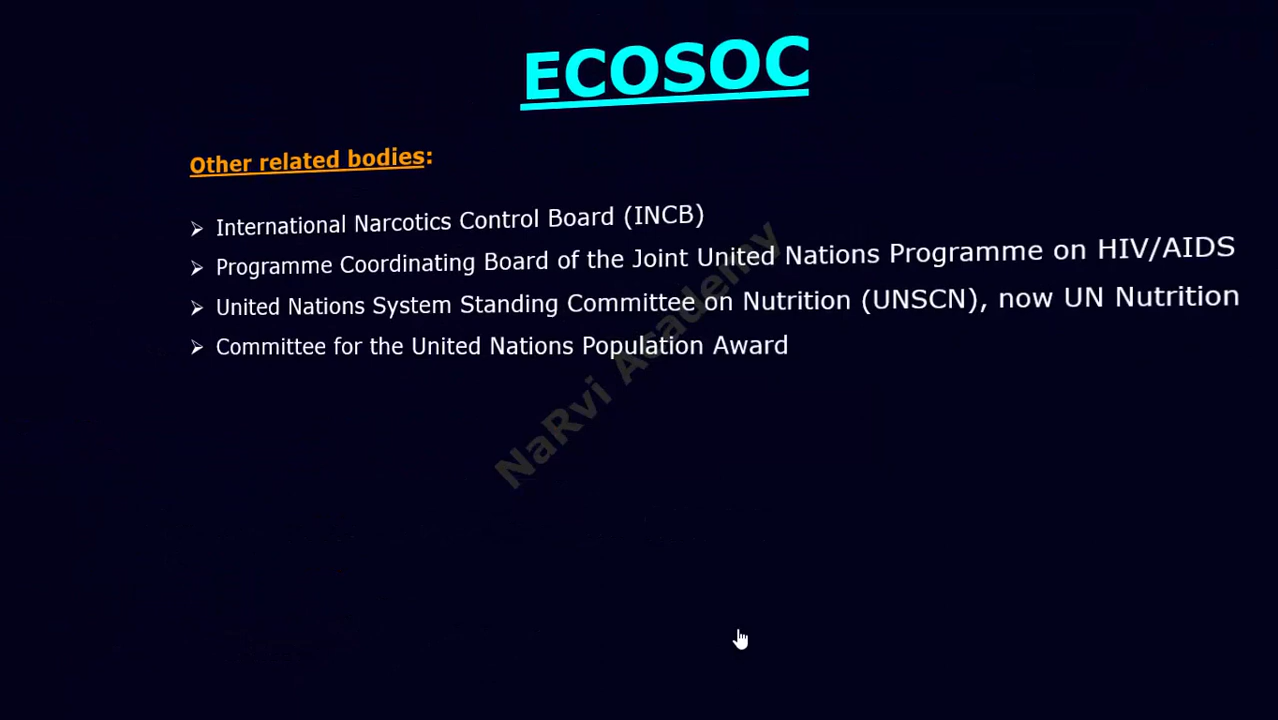 ECOSOC
Other related bodies:
International Narcotics Control Board (INCB)
Programme Coordinating Board of the Joint United Nations Programme on HIV/AIDS
United Nations System Standing Committee on Nutrition (UNSCN), now UN Nutrition
Committee for the United Nations Population Award
NaRvi Academy